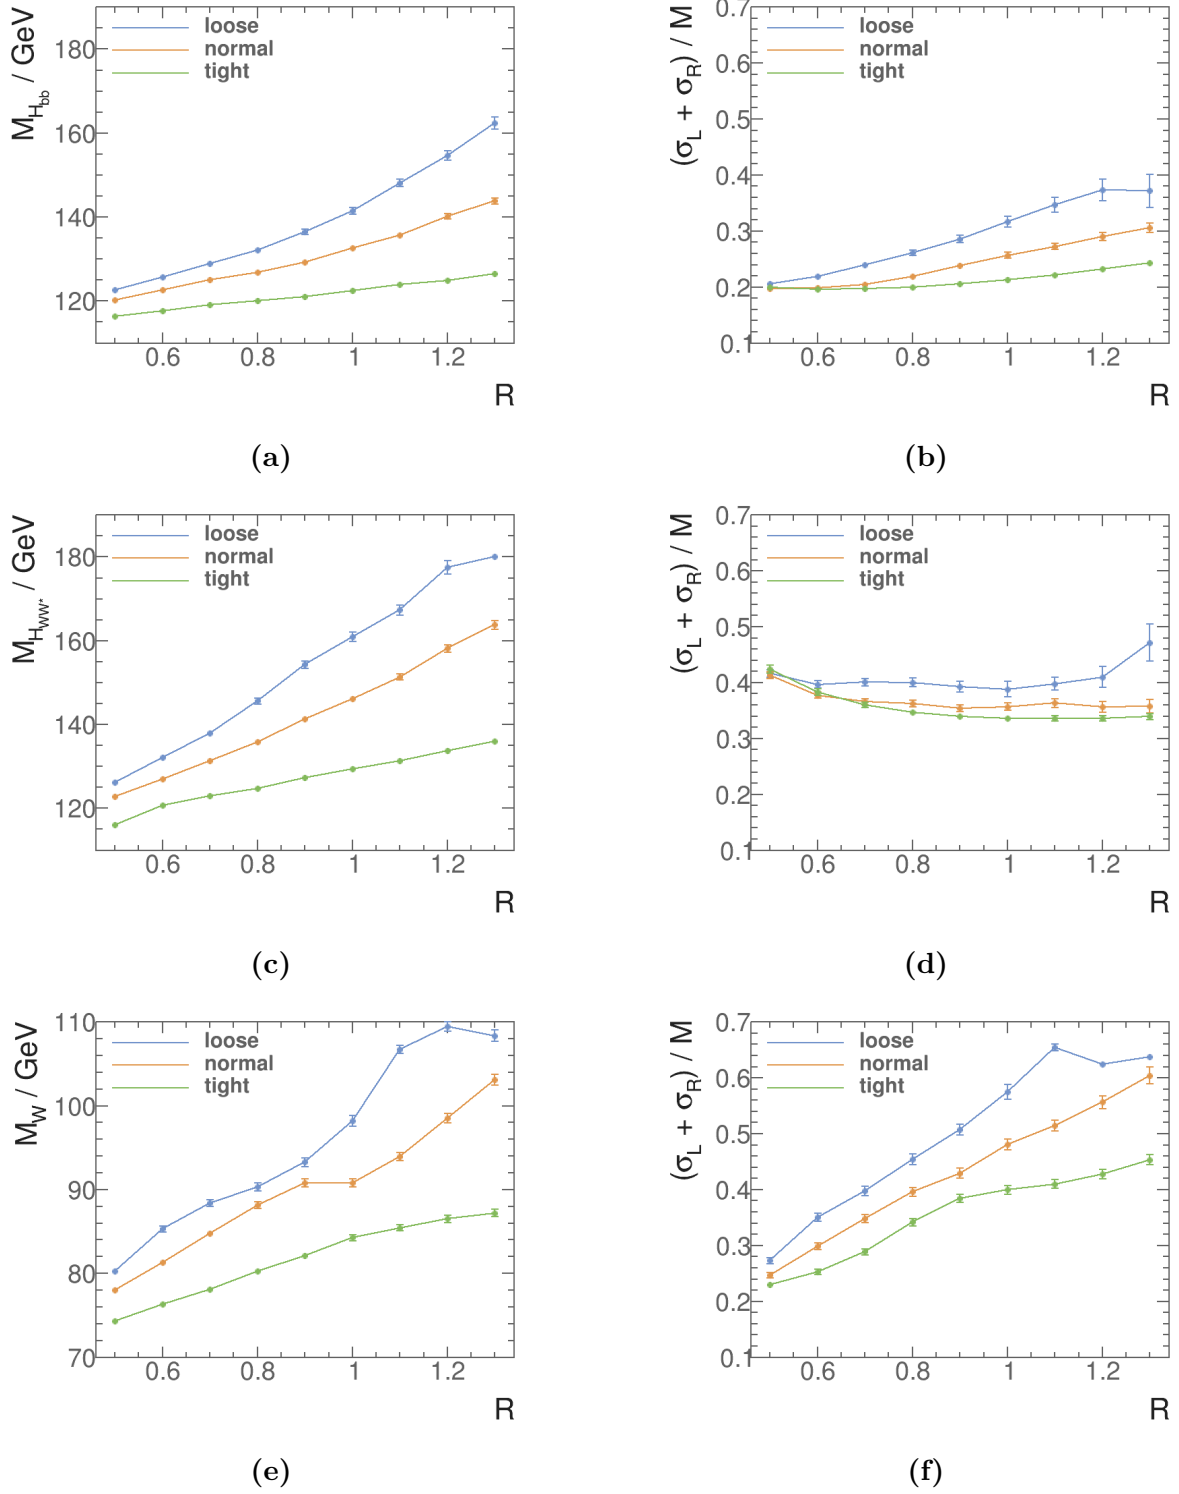 M_{H_{bb}} / GeV
180
160
140
120
loose
normal
tight
0.6 0.8 1 1.2
R
(a)
(σ_L + σ_R) / M
0.7
0.6
0.5
0.4
0.3
0.2
0.1
loose
normal
tight
0.6 0.8 1 1.2
R
(b)
M_{H_{WW*}} / GeV
180
160
140
120
loose
normal
tight
0.6 0.8 1 1.2
R
(c)
(σ_L + σ_R) / M
0.7
0.6
0.5
0.4
0.3
0.2
0.1
loose
normal
tight
0.6 0.8 1 1.2
R
(d)
M_W / GeV
110
100
90
80
70
loose
normal
tight
0.6 0.8 1 1.2
R
(e)
(σ_L + σ_R) / M
0.7
0.6
0.5
0.4
0.3
0.2
0.1
loose
normal
tight
0.6 0.8 1 1.2
R
(f)